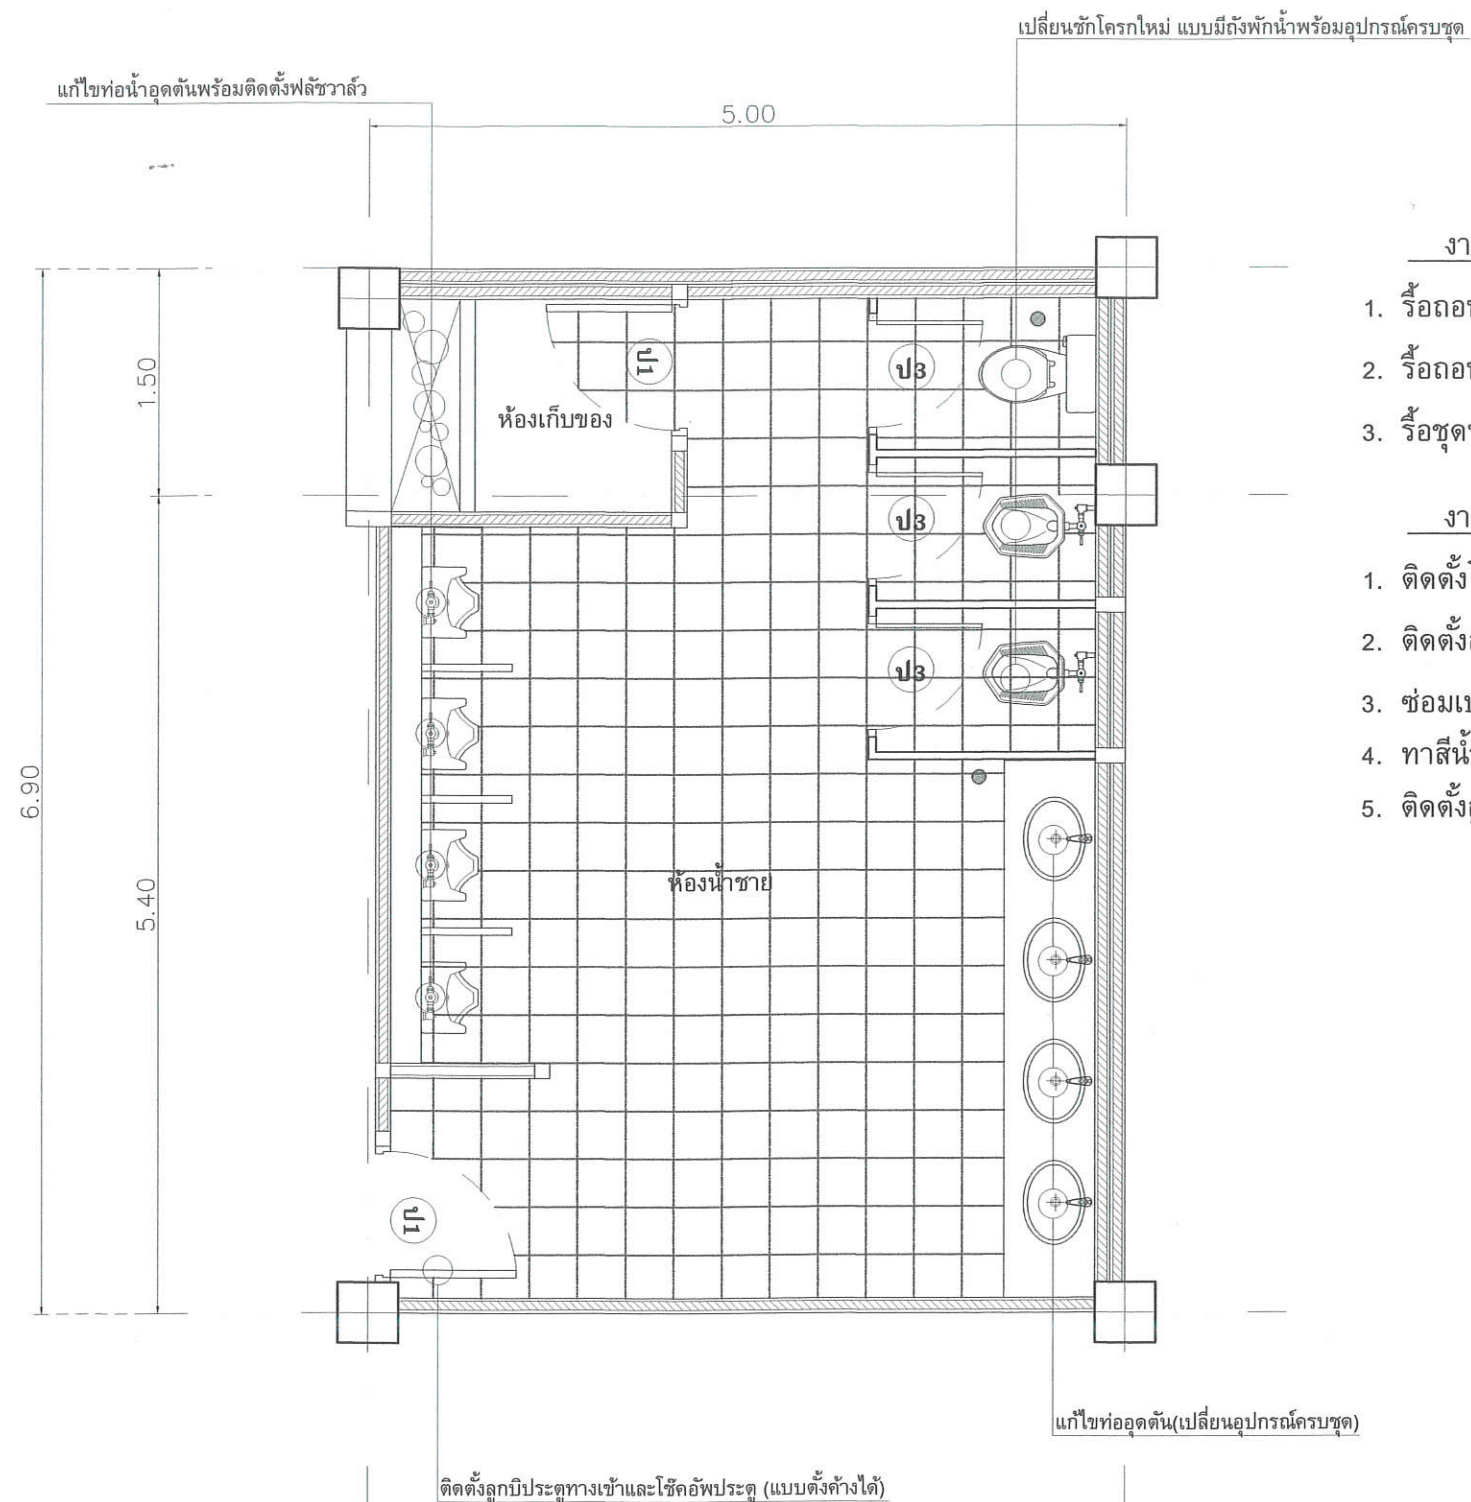 เปลี่ยนชักโครกใหม่ แบบมีถังพักน้ำพร้อมอุปกรณ์ครบชุด
แก้ไขท่อน้ำอุดตันพร้อมติดตั้งฟลัชวาล์ว
5.00
1.50
6.90
5.40
ป1
ห้องเก็บของ
ป3
ป3
ป3
ห้องน้ำชาย
ป1
แก้ไขท่ออุดตัน(เปลี่ยนอุปกรณ์ครบชุด)
ติดตั้งลูกบิประตูทางเข้าและโช๊คอัพประตู (แบบตั้งค้างได้)
งา
1. รื้อถอ
2. รื้อถอ
3. รื้อชุด
งา
1. ติดตั้ง
2. ติดตั้ง
3. ซ่อมเ
4. ทาสีน้ำ
5. ติดตั้ง